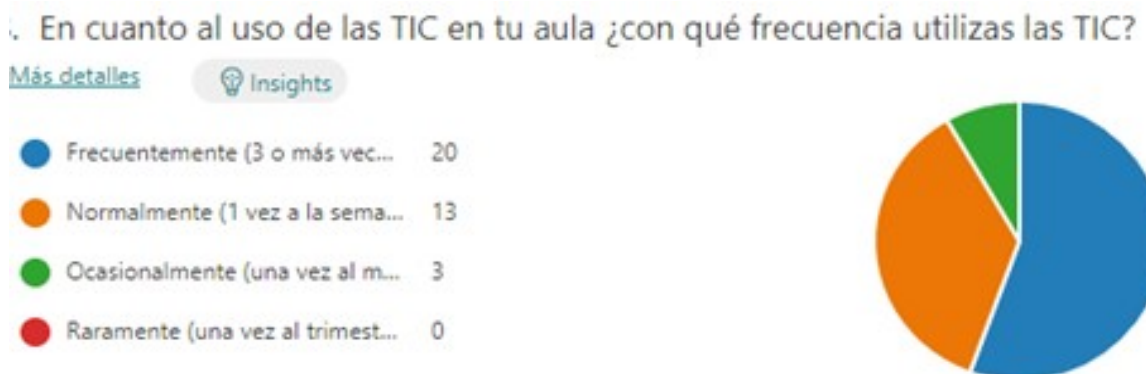 . En cuanto al uso de las TIC en tu aula ¿con qué frecuencia utilizas las TIC?
Más detalles
Insights
Frecuentemente (3 o más vec... 20
Normalmente (1 vez a la sema... 13
Ocasionalmente (una vez al m... 3
Raramente (una vez al trimest... 0